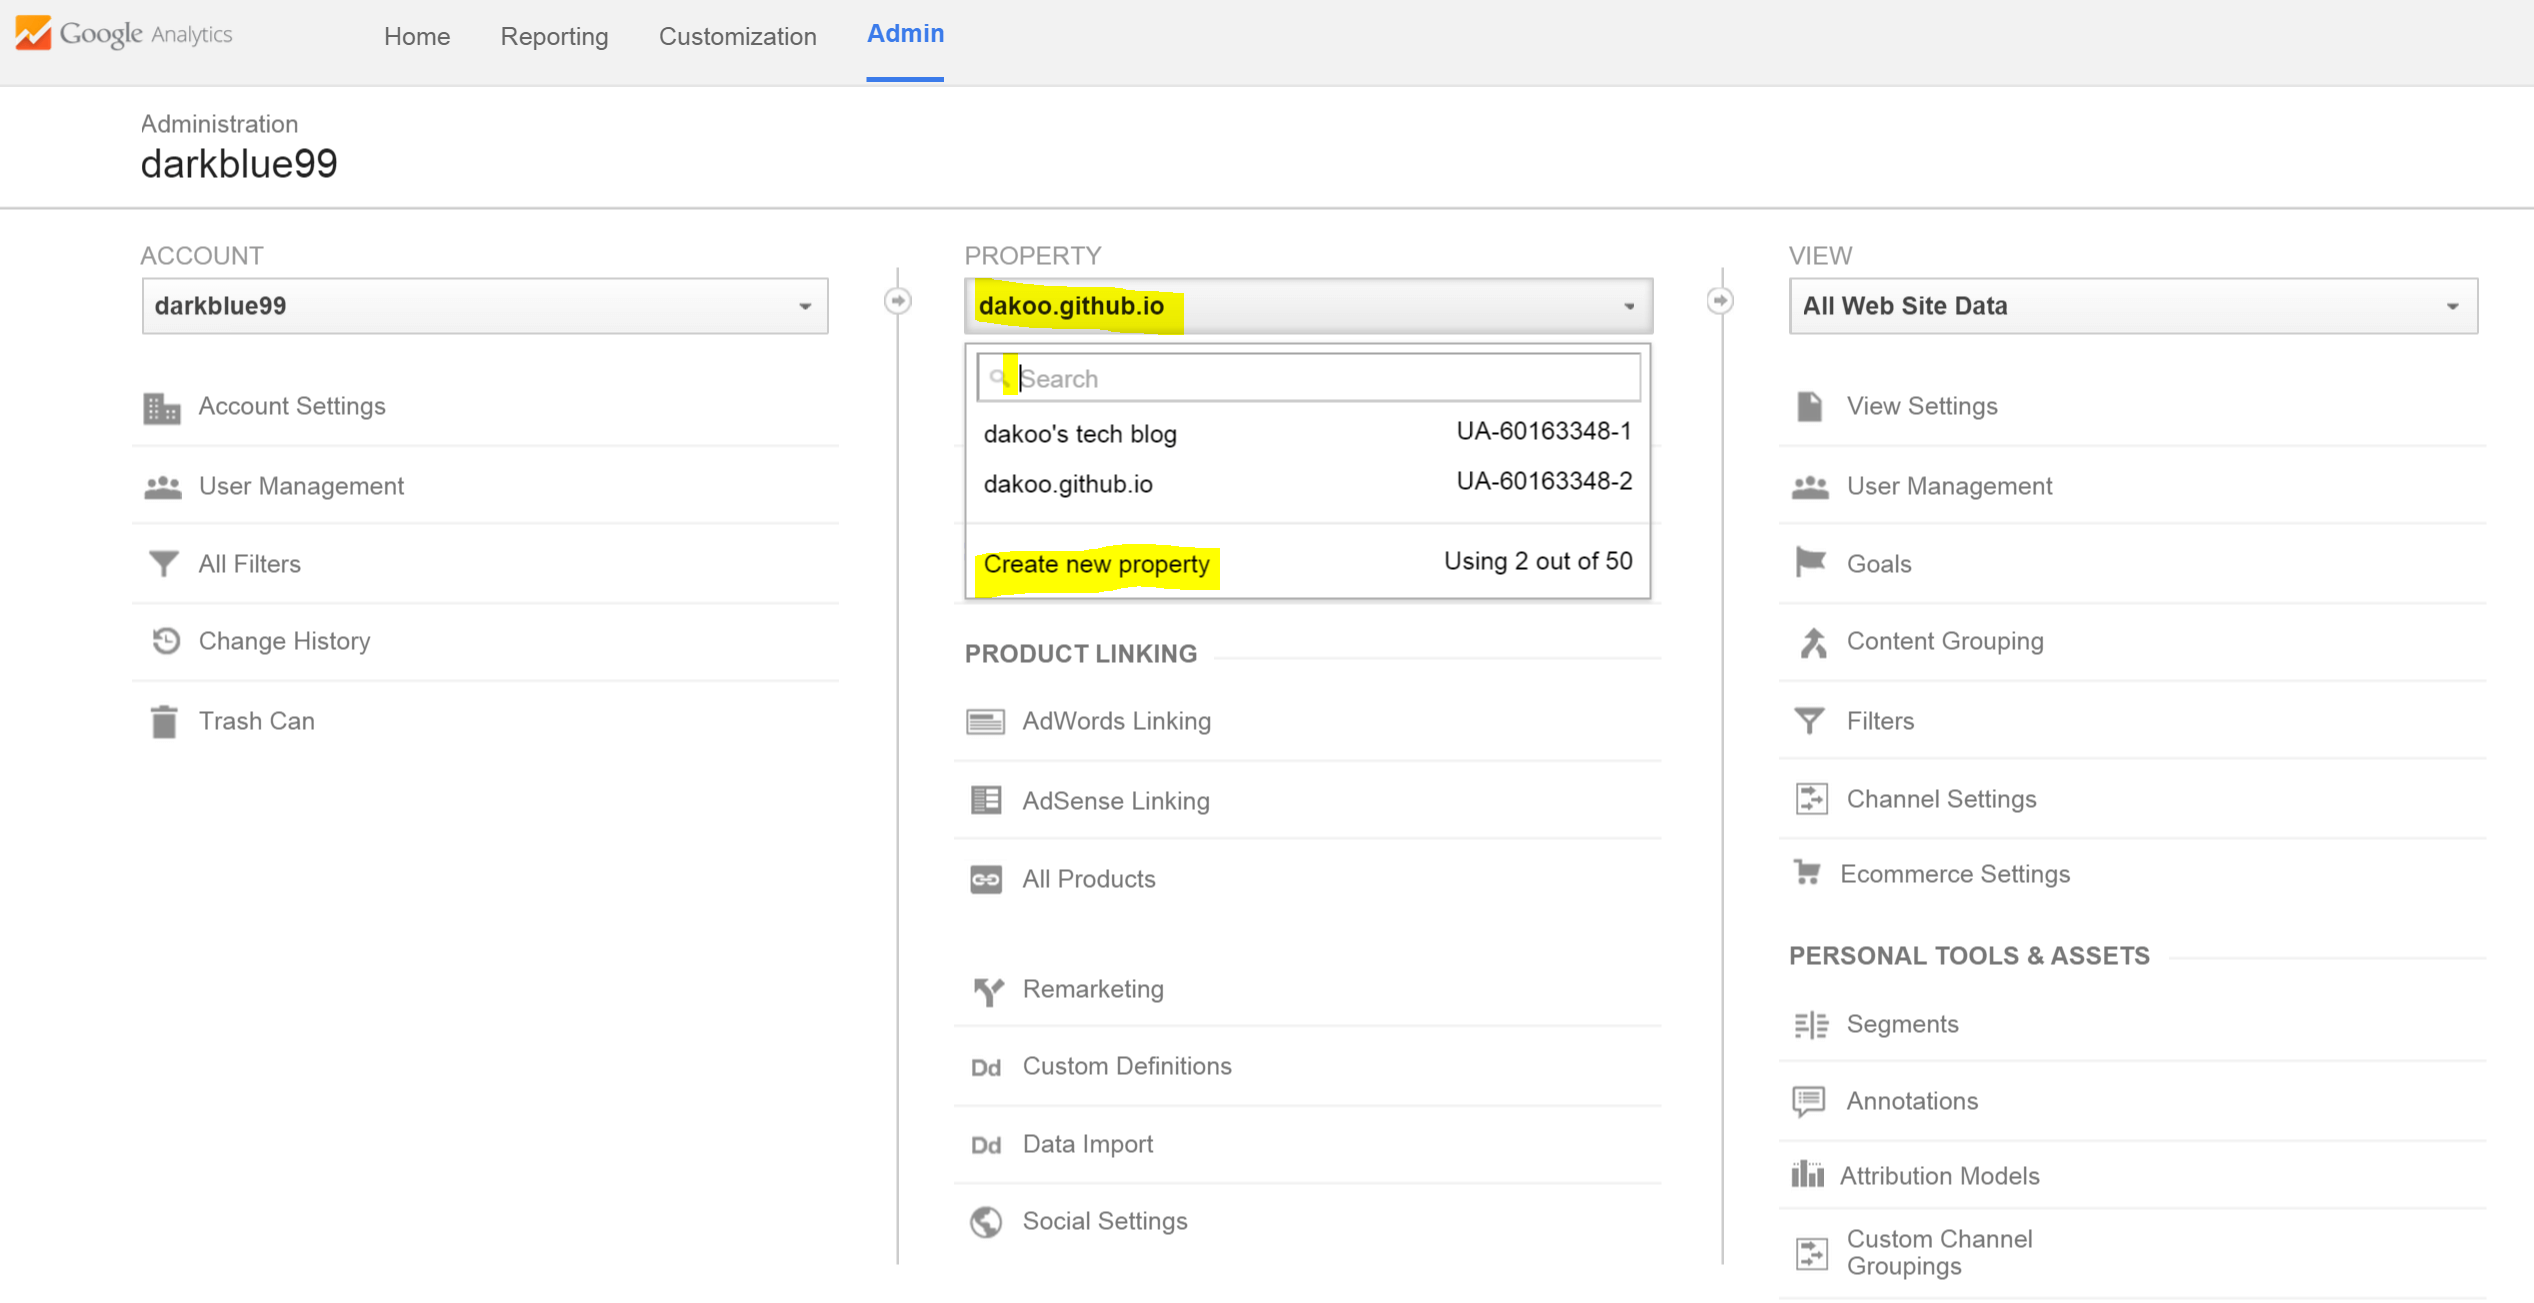 Google Analytics
Home Reporting Customization Admin
Administration
darkblue99
ACCOUNT
darkblue99
Account Settings
User Management
All Filters
Change History
Trash Can
PROPERTY
dakoo.github.io
Search
dakoo's tech blog UA-60163348-1
dakoo.github.io UA-60163348-2
Create new property Using 2 out of 50
PRODUCT LINKING
AdWords Linking
AdSense Linking
All Products
Remarketing
Dd Custom Definitions
Dd Data Import
Social Settings
VIEW
All Web Site Data
View Settings
User Management
Goals
Content Grouping
Filters
Channel Settings
Ecommerce Settings
PERSONAL TOOLS & ASSETS
Segments
Annotations
Attribution Models
Custom Channel
Groupings